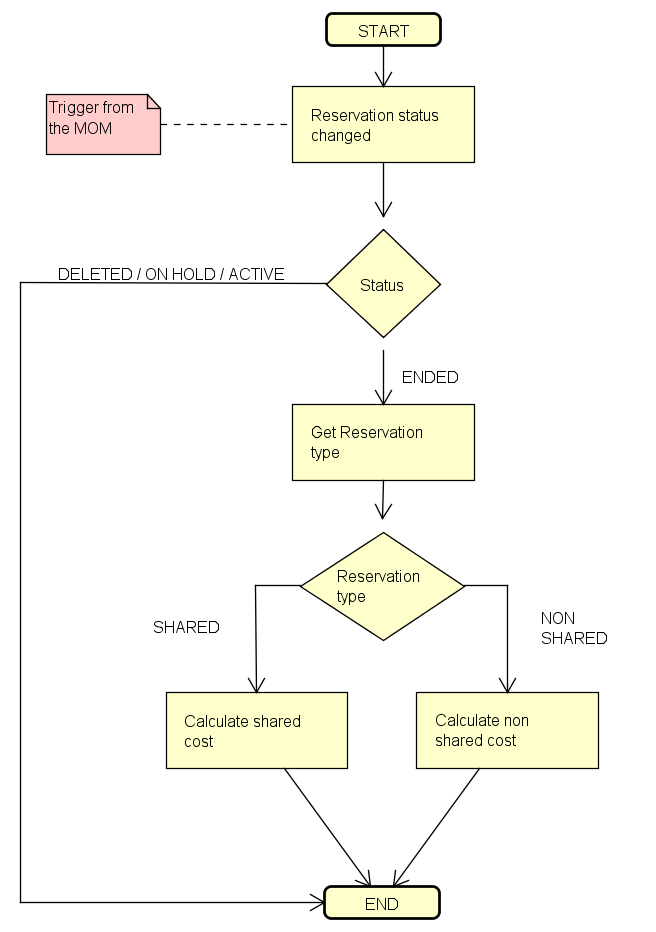 START
Trigger from
the MOM
Reservation status
changed
DELETED / ON HOLD / ACTIVE
Status
ENDED
Get Reservation
type
Reservation
type
SHARED
NON
SHARED
Calculate shared
cost
Calculate non
shared cost
END